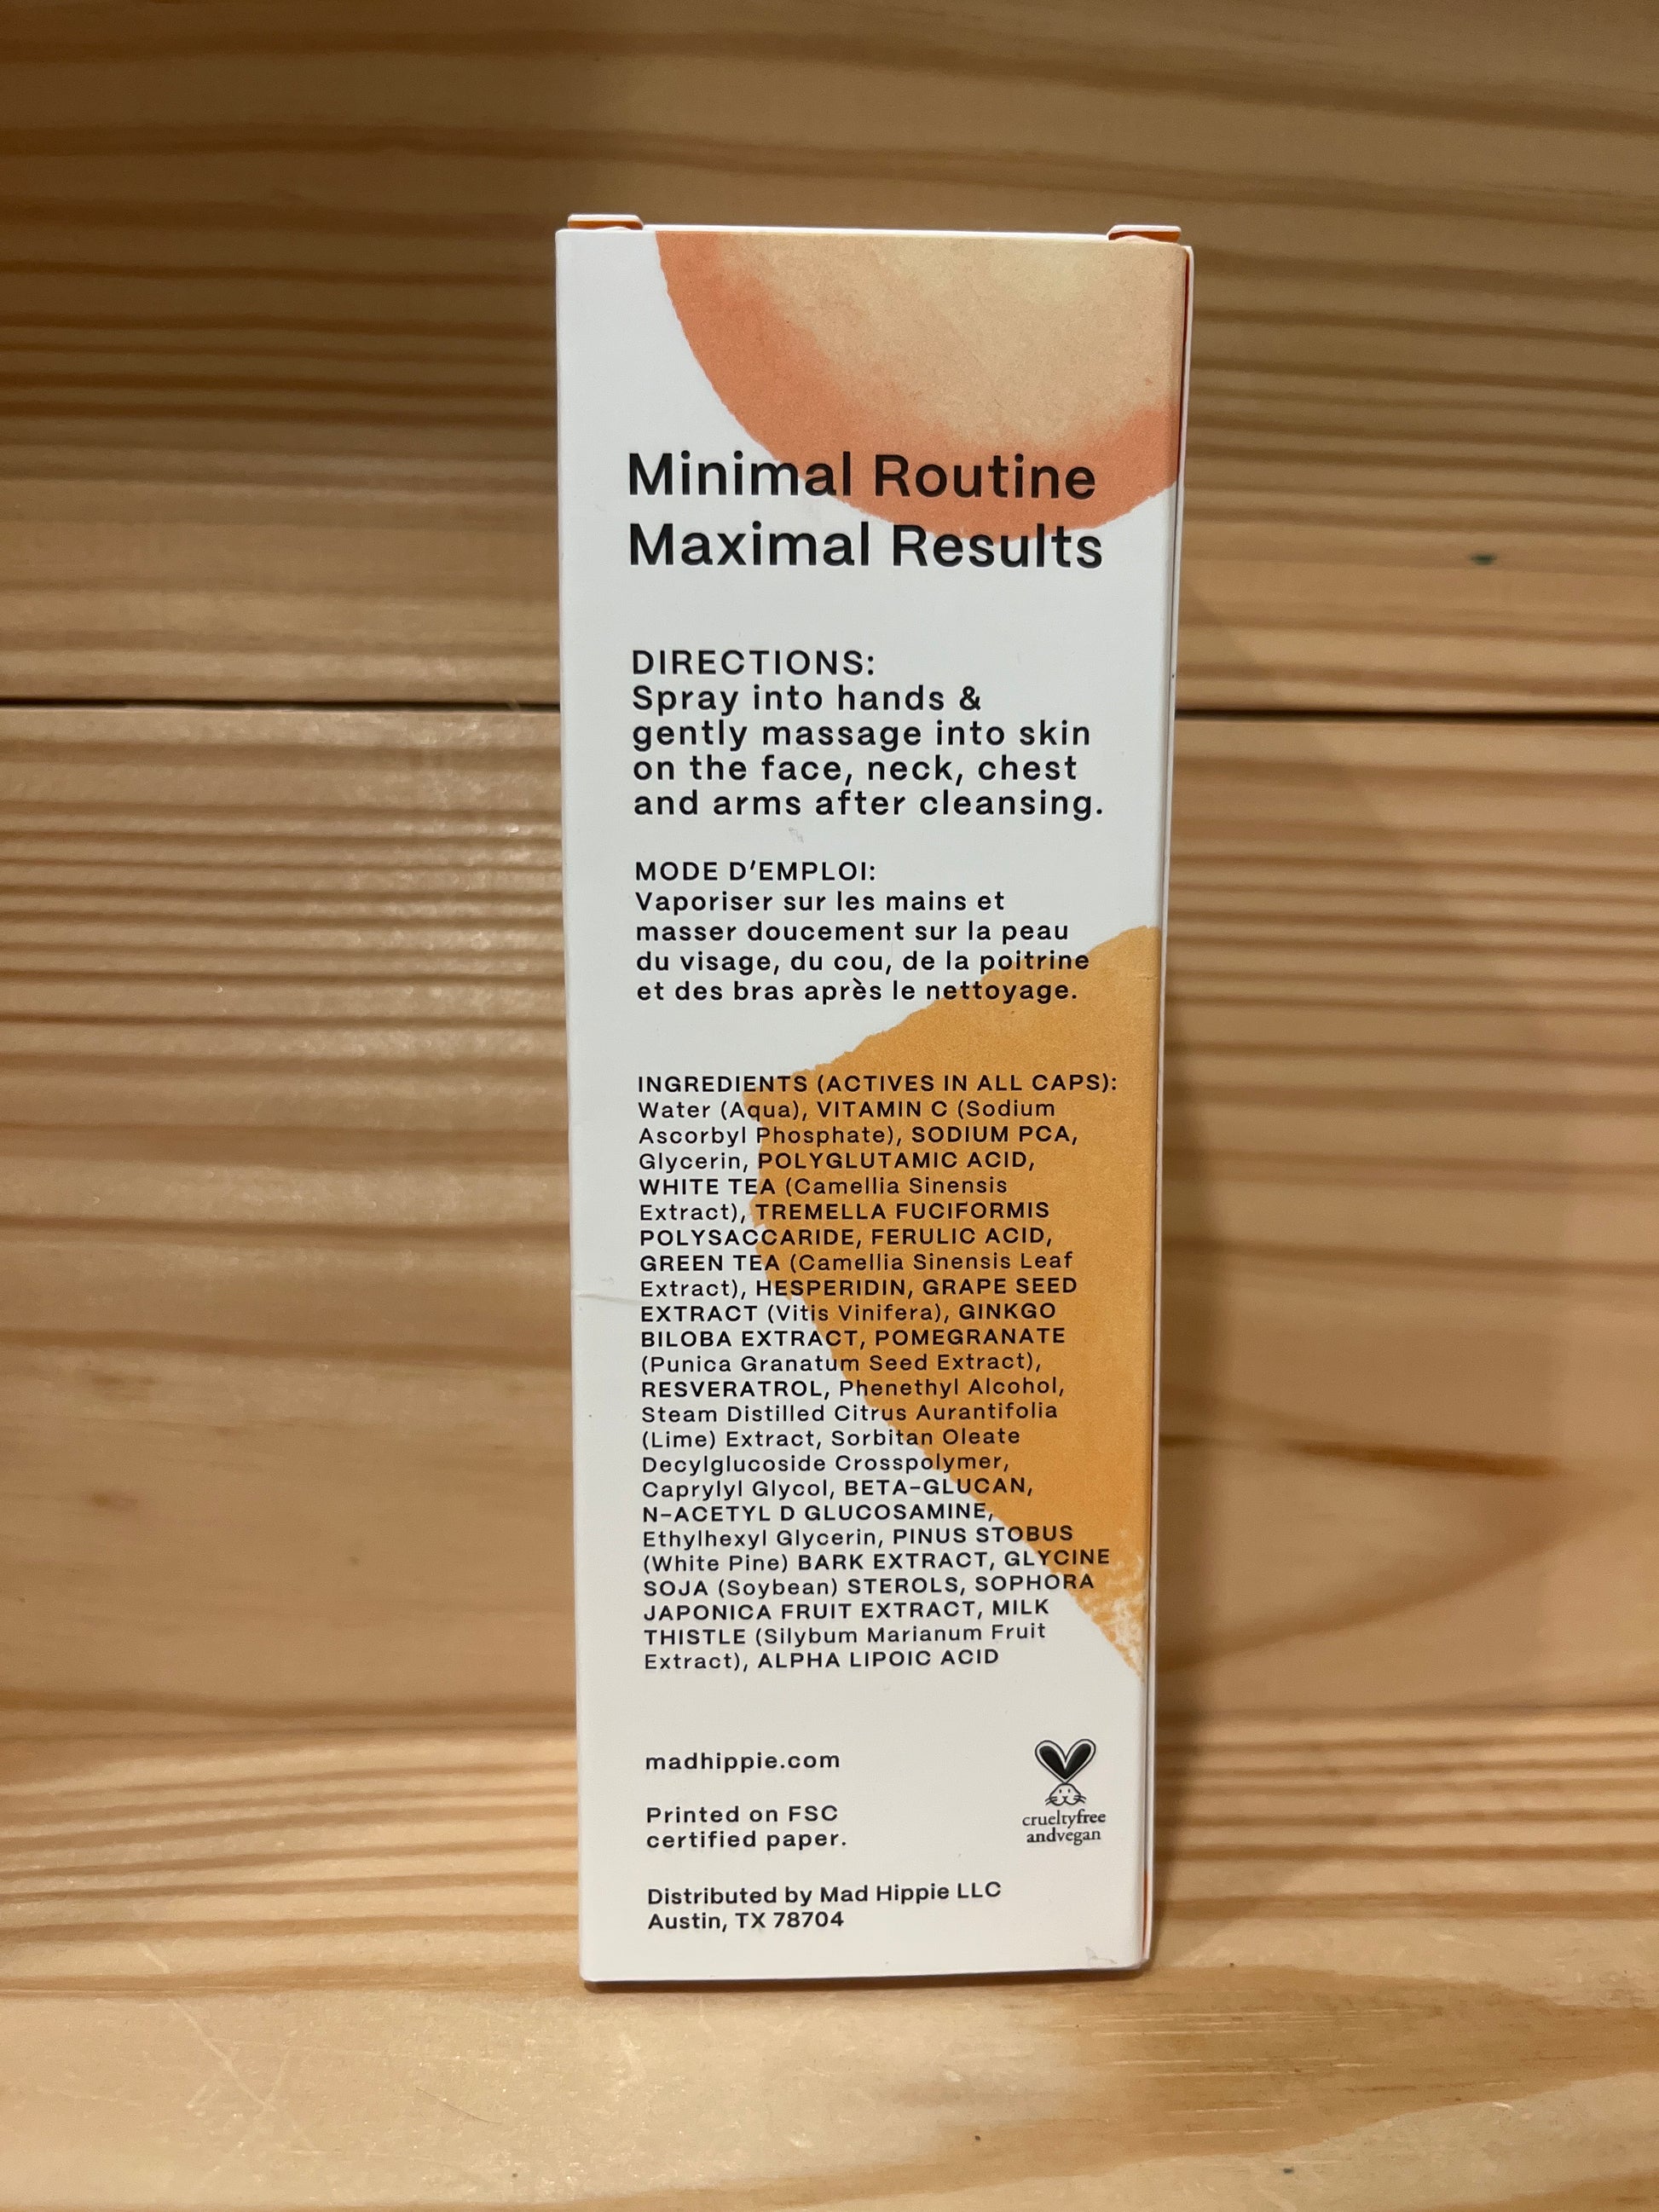 Minimal Routine
Maximal Results
DIRECTIONS:
Spray into hands &
gently massage into skin
on the face, neck, chest
and arms after cleansing.
MODE D'EMPLOI:
Vaporiser sur les mains et
masser doucement sur la peau
du visage, du cou, de la poitrine
et des bras après le nettoyage.
INGREDIENTS (ACTIVES IN ALL CAPS):
Water (Aqua), VITAMIN C (Sodium
Ascorbyl Phosphate), SODIUM PCA,
Glycerin, POLYGLUTAMIC ACID,
WHITE TEA (Camellia Sinensis
Extract), TREMELLA FUCIFORMIS
POLYSACCARIDE, FERULIC ACID,
GREEN TEA (Camellia Sinensis Leaf
Extract), HESPERIDIN, GRAPE SEED
EXTRACT (Vitis Vinifera), GINKGO
BILOBA EXTRACT, POMEGRANATE
(Punica Granatum Seed Extract),
RESVERATROL, Phenethyl Alcohol,
Steam Distilled Citrus Aurantifolia
(Lime) Extract, Sorbitan Oleate
Decylglucoside Crosspolymer,
Caprylyl Glycol, BETA-GLUCAN,
N-ACETYL D GLUCOSAMINE,
Ethylhexyl Glycerin, PINUS STOBUS
(White Pine) BARK EXTRACT, GLYCINE
SOJA (Soybean) STEROLS, SOPHORA
JAPONICA FRUIT EXTRACT, MILK
THISTLE (Silybum Marianum Fruit
Extract), ALPHA LIPOIC ACID
madhippie.com
Printed on FSC
certified paper.
crueltyfree
andvegan
Distributed by Mad Hippie LLC
Austin, TX 78704